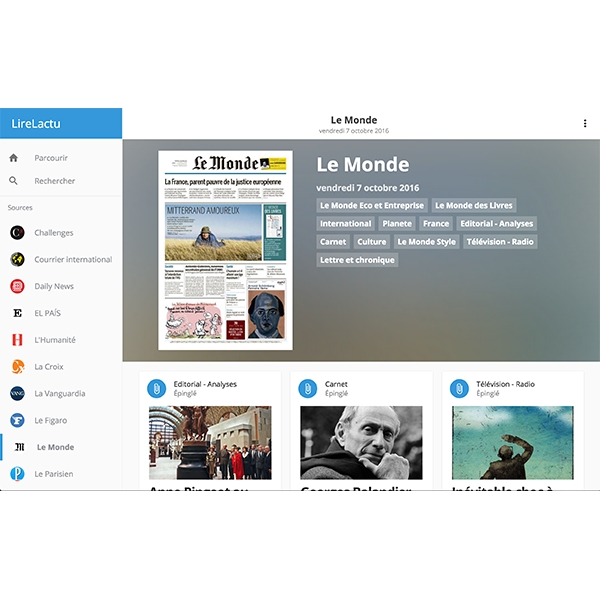 LireLactu
Parcourir
Rechercher
Sources
Challenges
Courrier international
Daily News
EL PAÍS
L'Humanité
La Croix
La Vanguardia
Le Figaro
Le Monde
Le Parisien
Le Monde
vendredi 7 octobre 2016
Le Monde
La France, parent pauvre de la justice européenne
MITTERRAND AMOUREUX
Le Monde
vendredi 7 octobre 2016
Le Monde Eco et Entreprise
Le Monde des Livres
International
Planete
France
Editorial - Analyses
Carnet
Culture
Le Monde Style
Télévision - Radio
Lettre et chronique
Editorial - Analyses
Épinglé
Carnet
Épinglé
Georges Balandier
Télévision - Radio
Épinglé
Inévitable choc à